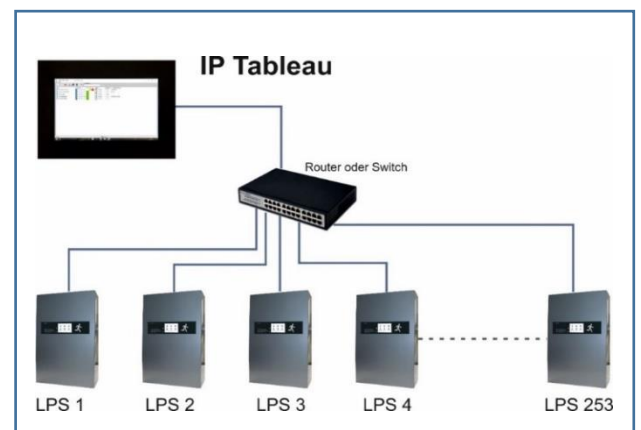 IP Tableau
Router oder Switch
LPS 1
LPS 2
LPS 3
LPS 4
LPS 253